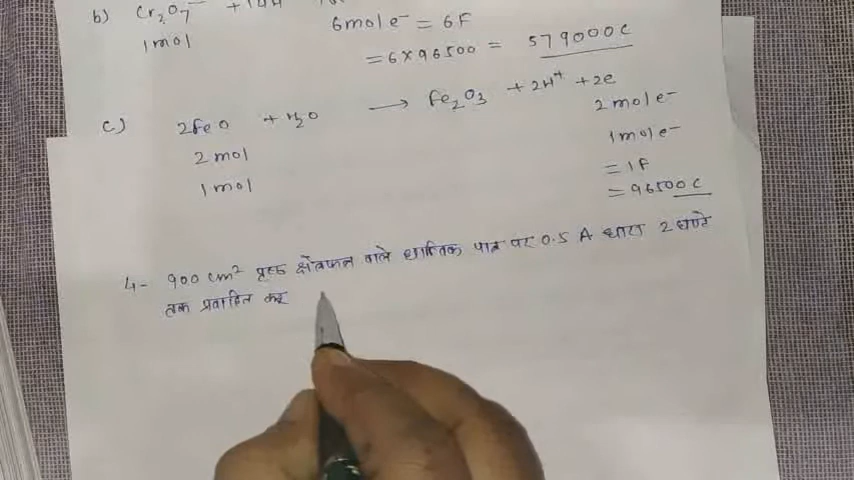 b) Cr₂O₇⁻⁻ + 14H
1mol 6mole⁻ = 6F
= 6×96500 = 579000C
c) 2FeO + H₂O ⟶ Fe₂O₃ + 2H⁺ + 2e
2mol 2mole⁻
1mol 1mole⁻
= 1F
= 96500C
4- 900 cm² पृष्ठ क्षेत्रफल वाले धात्विक पात्र पर 0.5 A धारा 2 घण्टे
तक प्रवाहित कर